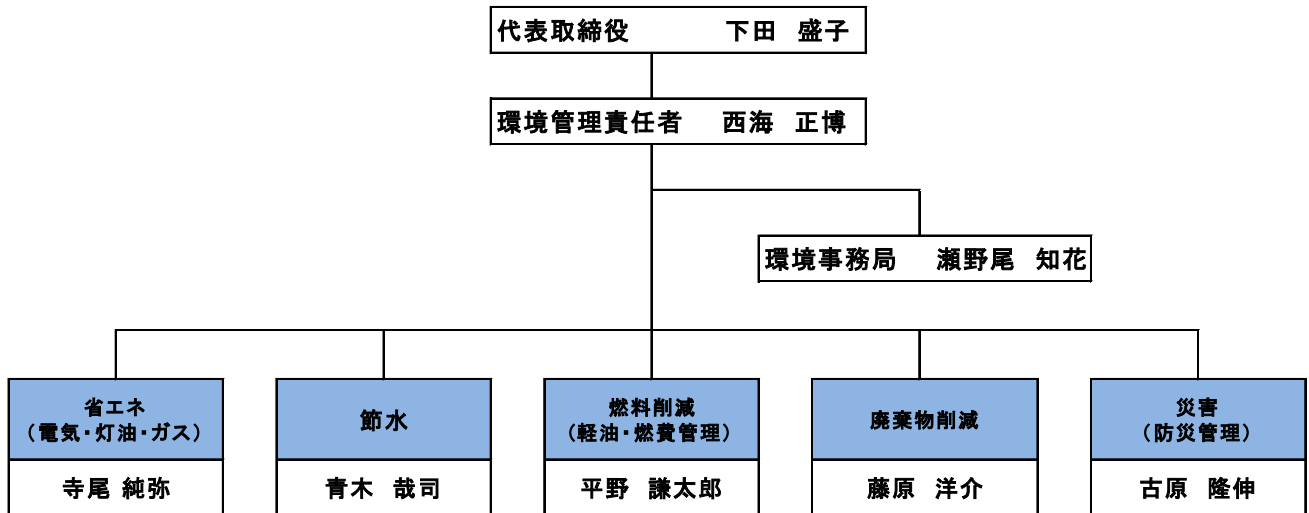 代表取締役　下田　盛子
環境管理責任者　西海　正博
環境事務局　瀬野尾　知花
省エネ
（電気・灯油・ガス）
寺尾 純弥
節水
青木　哉司
燃料削減
（軽油・燃費管理）
平野　謙太郎
廃棄物削減
藤原　洋介
災害
（防災管理）
古原　隆伸